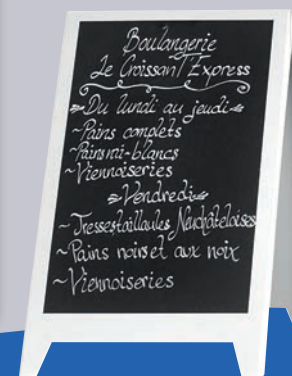 Boulangerie
Le Croissant'Express
Du lundi au jeudi
~Pains complets
~Pains mi-blancs
~Viennoiseries
Vendredi
~Tresses, taillaules Neuchâteloises
~Pains noirs et aux noix
~Viennoiseries